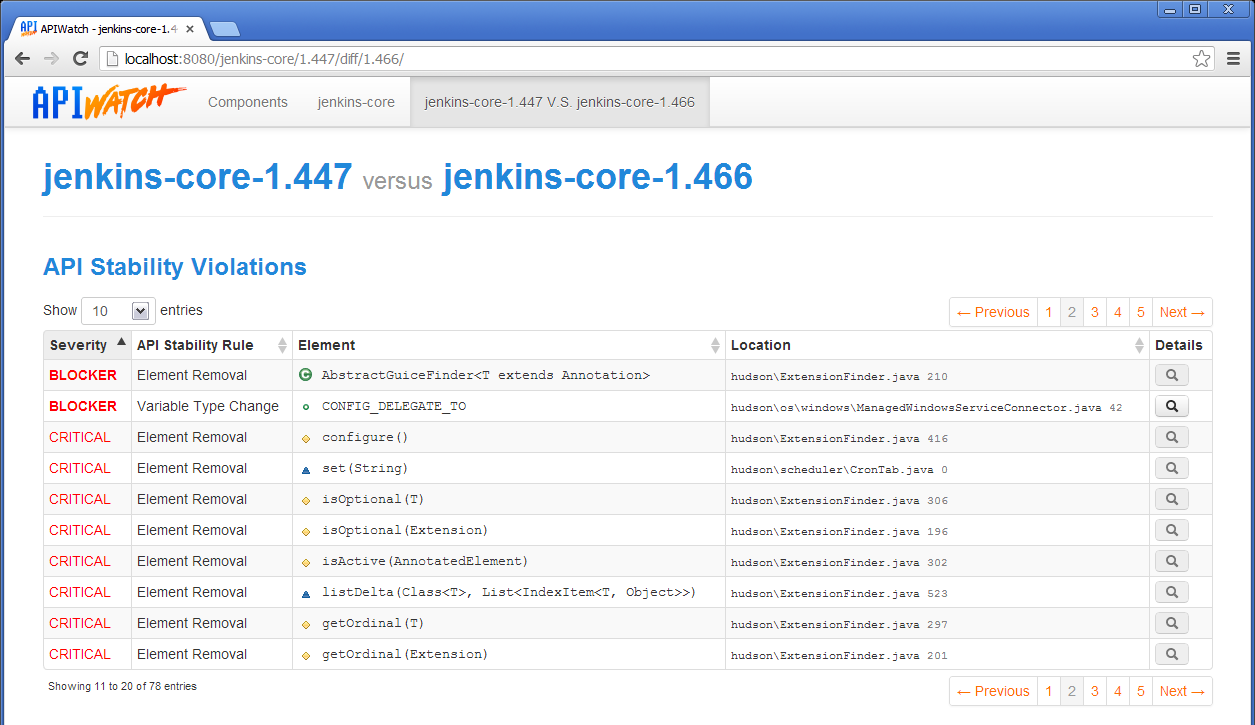 APIWatch - jenkins-core-1.4
localhost:8080/jenkins-core/1.447/diff/1.466/
API WATCH Components jenkins-core jenkins-core-1.447 V.S. jenkins-core-1.466
jenkins-core-1.447 versus jenkins-core-1.466
API Stability Violations
Show 10 entries ← Previous 1 2 3 4 5 Next →
Severity API Stability Rule Element Location Details
BLOCKER Element Removal C AbstractGuiceFinder<T extends Annotation> hudson\ExtensionFinder.java 210
BLOCKER Variable Type Change CONFIG_DELEGATE_TO hudson\os\windows\ManagedWindowsServiceConnector.java 42
CRITICAL Element Removal configure() hudson\ExtensionFinder.java 416
CRITICAL Element Removal set(String) hudson\scheduler\CronTab.java 0
CRITICAL Element Removal isOptional(T) hudson\ExtensionFinder.java 306
CRITICAL Element Removal isOptional(Extension) hudson\ExtensionFinder.java 196
CRITICAL Element Removal isActive(AnnotatedElement) hudson\ExtensionFinder.java 302
CRITICAL Element Removal listDelta(Class<T>, List<IndexItem<T, Object>>) hudson\ExtensionFinder.java 523
CRITICAL Element Removal getOrdinal(T) hudson\ExtensionFinder.java 297
CRITICAL Element Removal getOrdinal(Extension) hudson\ExtensionFinder.java 201
Showing 11 to 20 of 78 entries ← Previous 1 2 3 4 5 Next →